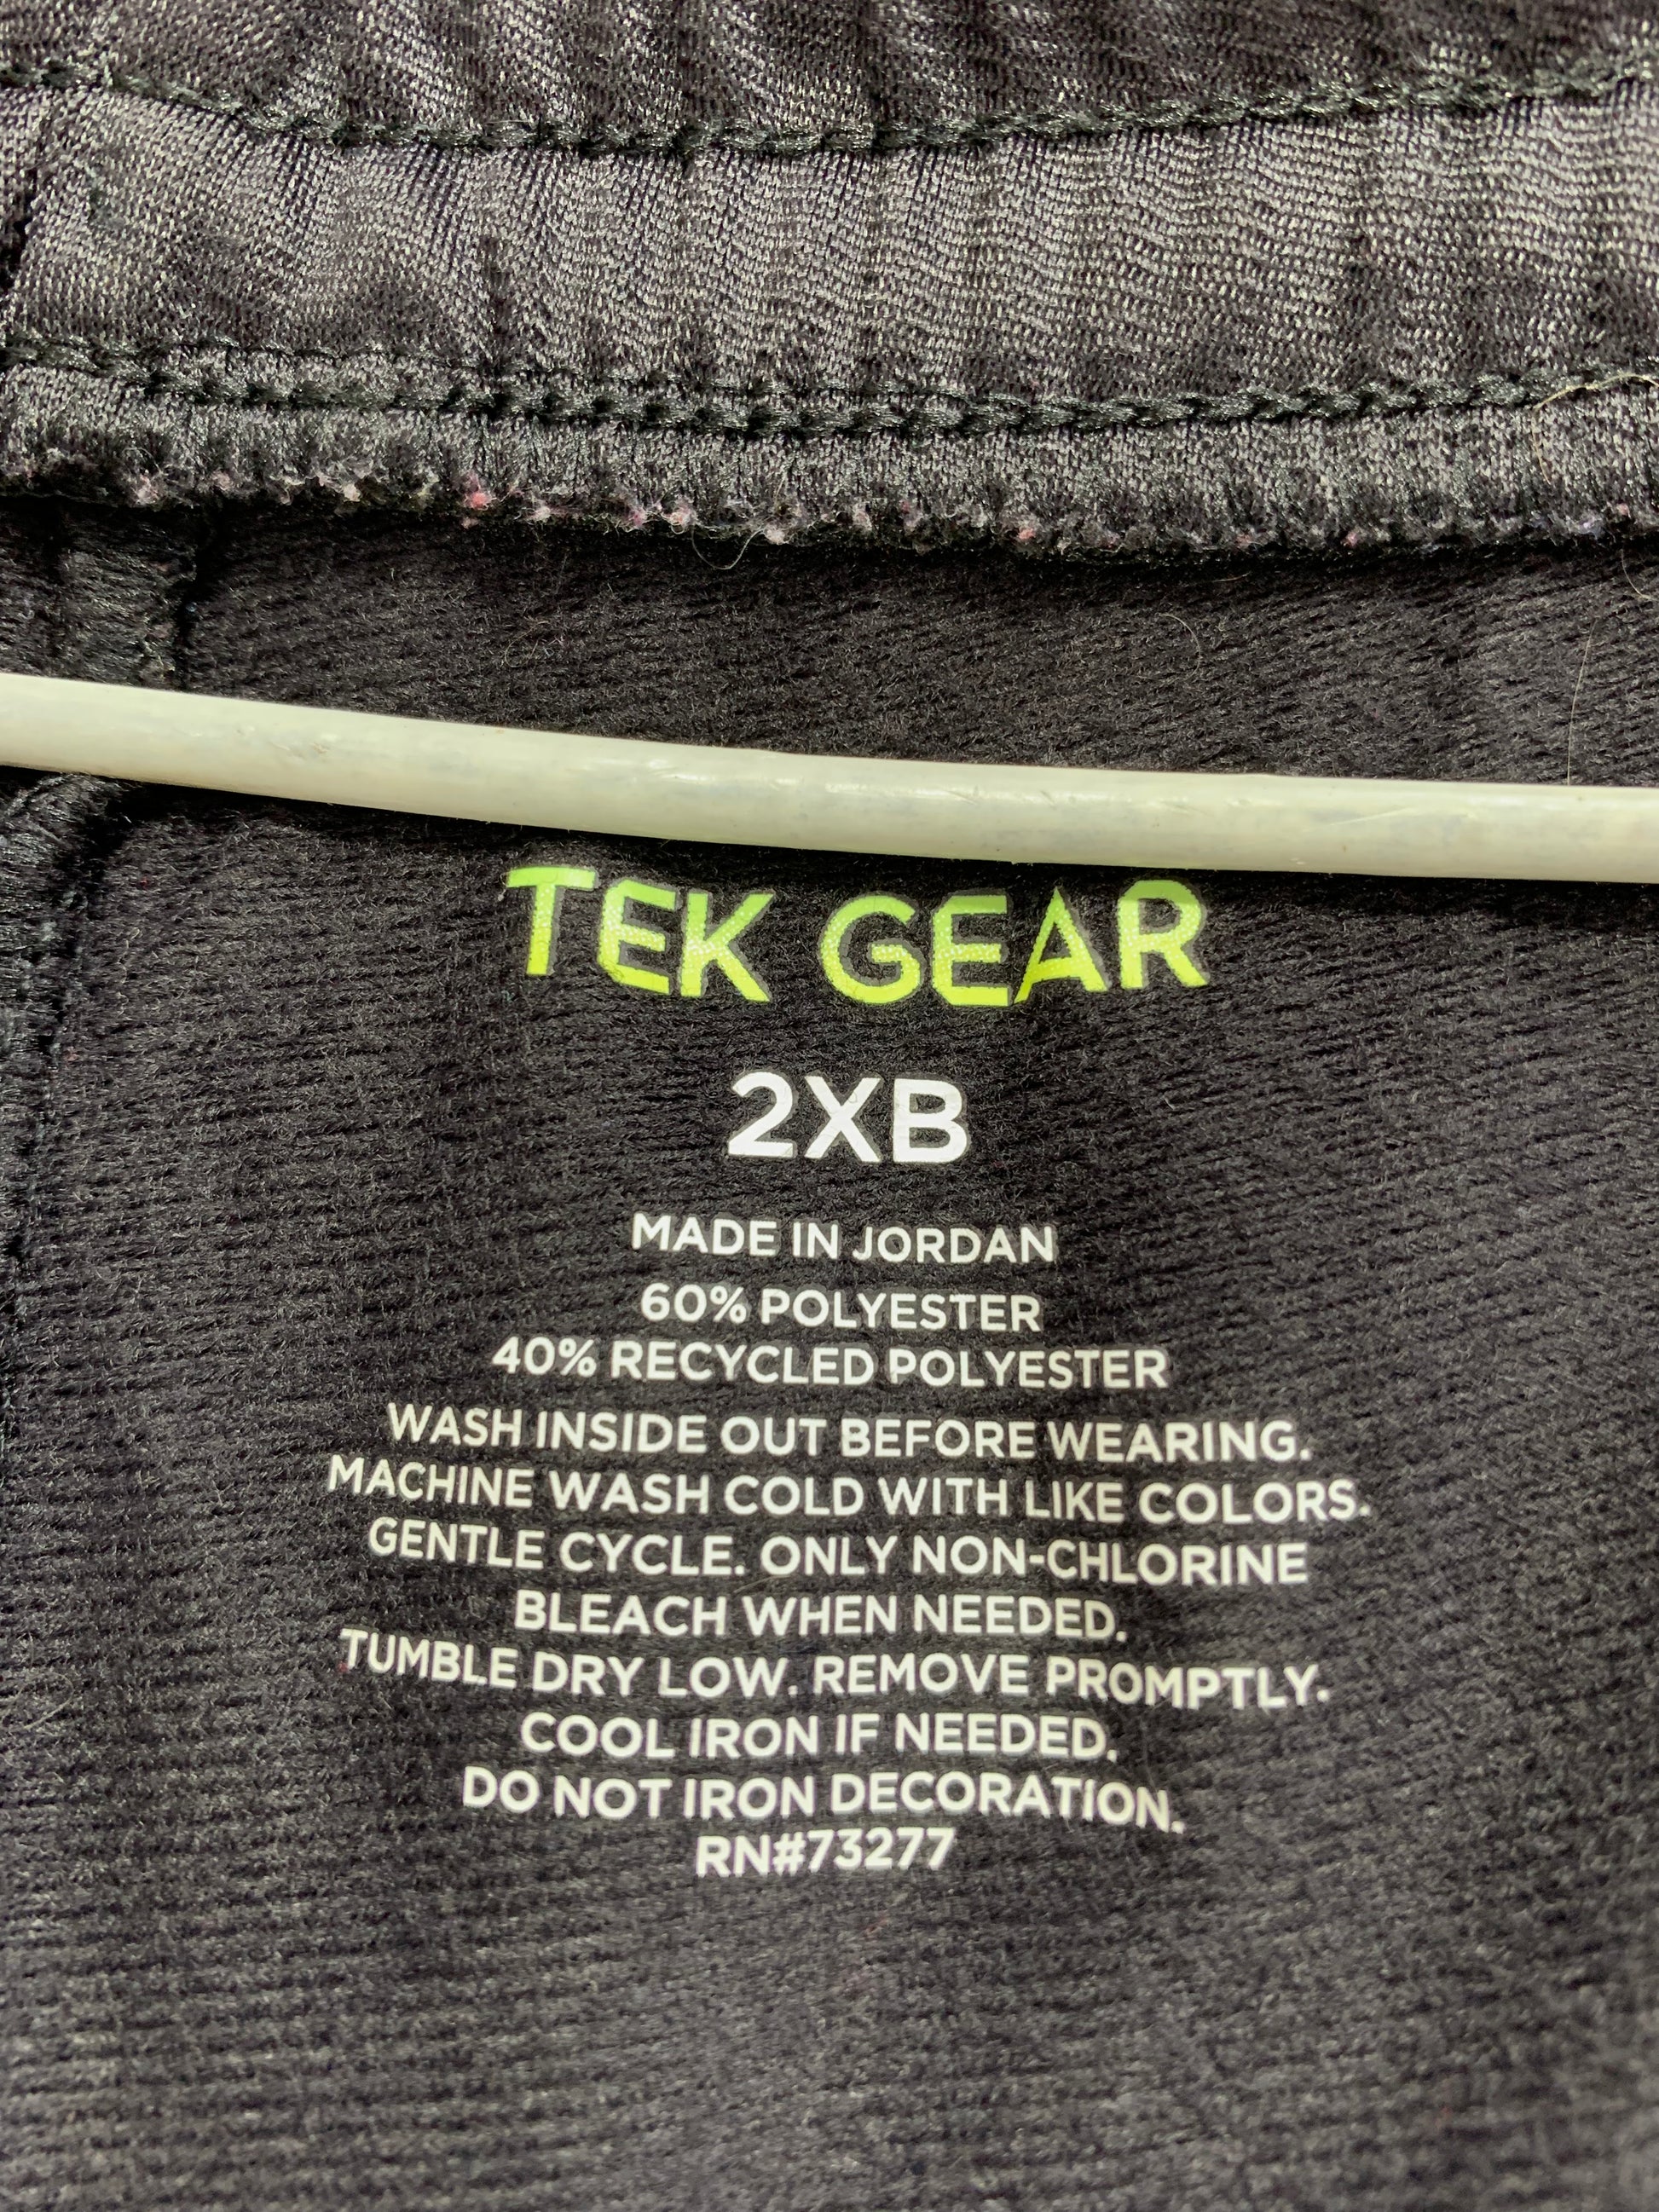 TEK GEAR
2XB
MADE IN JORDAN
60% POLYESTER
40% RECYCLED POLYESTER
WASH INSIDE OUT BEFORE WEARING.
MACHINE WASH COLD WITH LIKE COLORS.
GENTLE CYCLE. ONLY NON-CHLORINE
BLEACH WHEN NEEDED.
TUMBLE DRY LOW. REMOVE PROMPTLY.
COOL IRON IF NEEDED.
DO NOT IRON DECORATION.
RN#73277